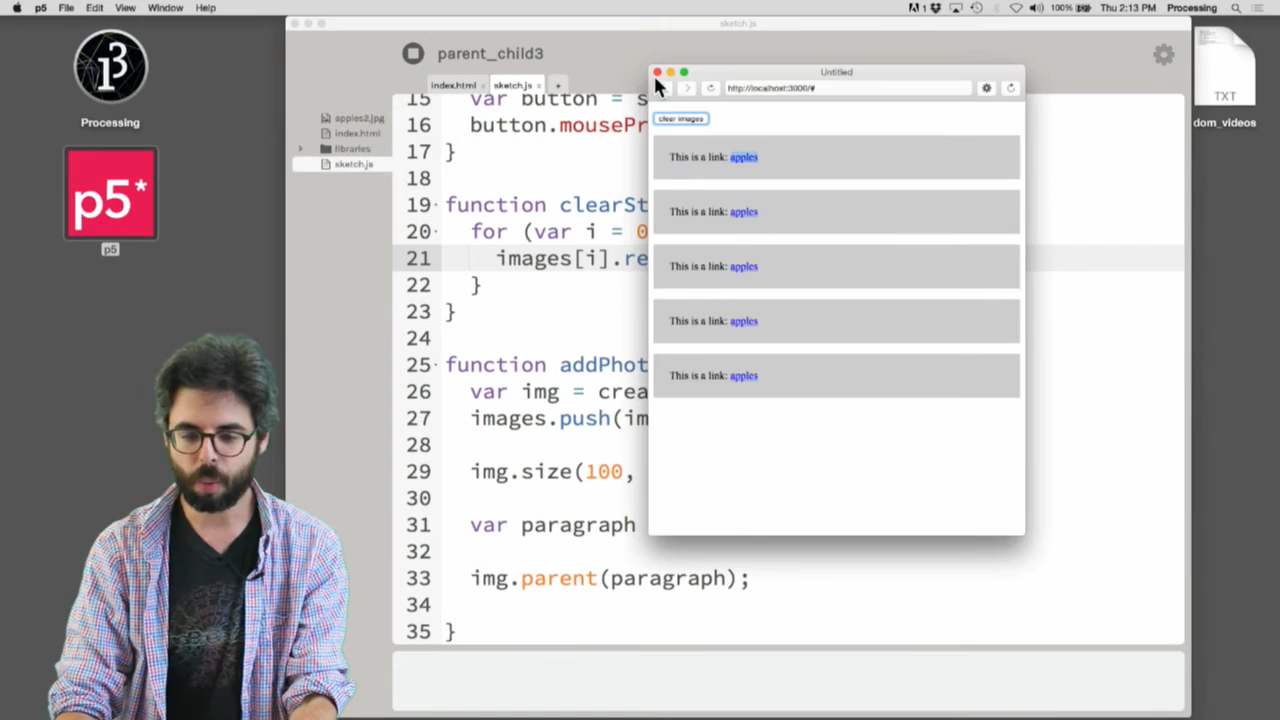 p5 File Edit View Window Help
1 100% Thu 2:13 PM Processing
sketch.js
parent_child3
index.html × sketch.js × +
apples2.jpg
index.html
libraries
sketch.js
15 var button = s
16 button.mousePr
17 }
18
19 function clearSt
20 for (var i = 0
21 images[i].re
22 }
23 }
24
25 function addPhot
26 var img = crea
27 images.push(im
28
29 img.size(100,
30
31 var paragraph
32
33 img.parent(paragraph);
34
35 }
Untitled
http://localhost:3000/#
clear images
This is a link: apples
This is a link: apples
This is a link: apples
This is a link: apples
This is a link: apples
Processing
p5*
p5
TXT
dom_videos